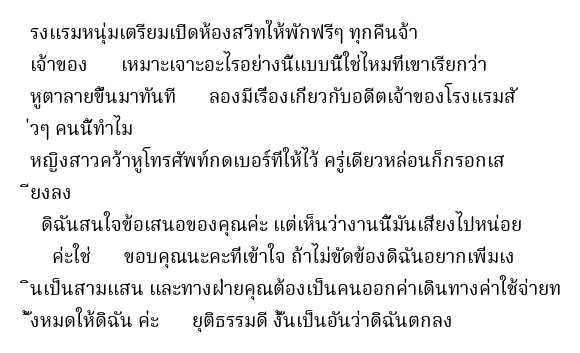 รงแรมหนุ่มเตรียมเปิดห้องสวีทให้พักฟรีๆ ทุกคืนจ้า
เจ้าของ เหมาะเจาะอะไรอย่างนี้แบบนี้ใช่ไหมที่เขาเรียกว่า
หูตาลายขึ้นมาทันที ลองมีเรื่องเกี่ยวกับอดีตเจ้าของโรงแรมสั
่วๆ คนนี้ทำไม
หญิงสาวคว้าหูโทรศัพท์กดเบอร์ที่ให้ไว้ ครู่เดียวหล่อนก็กรอกเส
ียงลง
ดิฉันสนใจข้อเสนอของคุณค่ะ แต่เห็นว่างานนี้มันเสี่ยงไปหน่อย
ค่ะใช่ ขอบคุณนะคะที่เข้าใจ ถ้าไม่ขัดข้องดิฉันอยากเพิ่มเง
ินเป็นสามแสน และทางฝ่ายคุณต้องเป็นคนออกค่าเดินทางค่าใช้จ่ายท
ั้งหมดให้ดิฉัน ค่ะ ยุติธรรมดี งั้นเป็นอันว่าดิฉันตกลง